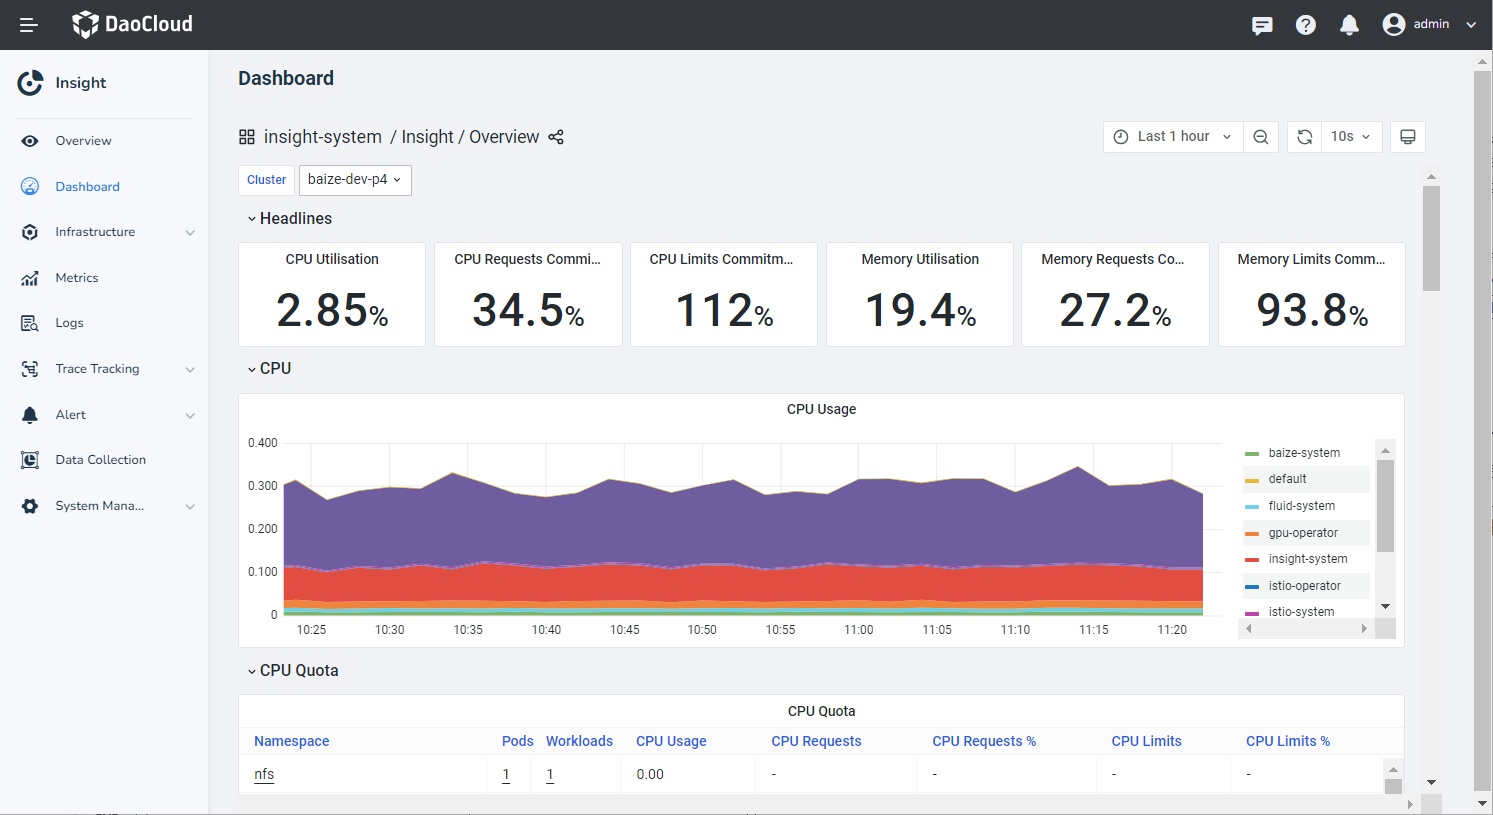 DaoCloud
admin
Insight
Overview
Dashboard
Infrastructure
Metrics
Logs
Trace Tracking
Alert
Data Collection
System Mana...
Dashboard
insight-system / Insight / Overview
Last 1 hour
10s
Cluster
baize-dev-p4
Headlines
CPU Utilisation
2.85%
CPU Requests Commi...
34.5%
CPU Limits Commitm...
112%
Memory Utilisation
19.4%
Memory Requests Co...
27.2%
Memory Limits Comm...
93.8%
CPU
CPU Usage
0.400
0.300
0.200
0.100
0
10:25 10:30 10:35 10:40 10:45 10:50 10:55 11:00 11:05 11:10 11:15 11:20
baize-system
default
fluid-system
gpu-operator
insight-system
istio-operator
istio-system
CPU Quota
CPU Quota
Namespace Pods Workloads CPU Usage CPU Requests CPU Requests % CPU Limits CPU Limits %
nfs 1 1 0.00 - - - -